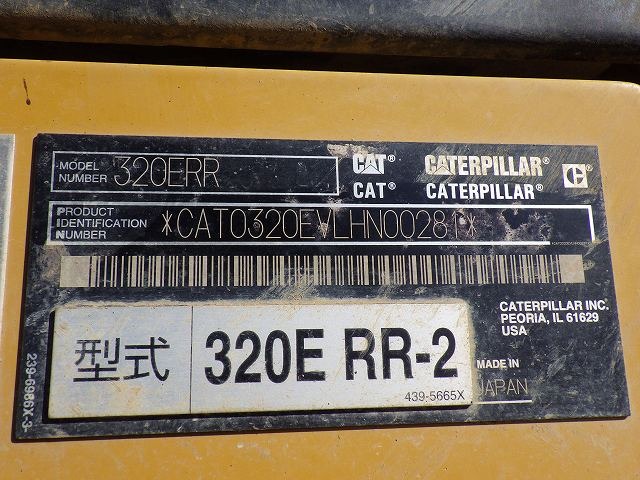 MODEL NUMBER 320ERR
CAT® CATERPILLAR® C®
CAT® CATERPILLAR®
PRODUCT IDENTIFICATION NUMBER *CAT0320EVLHN00281*
CATERPILLAR INC.
PEORIA, IL 61629
USA
型式 320E RR-2
439-5665X
MADE IN
JAPAN
239-6986X-3